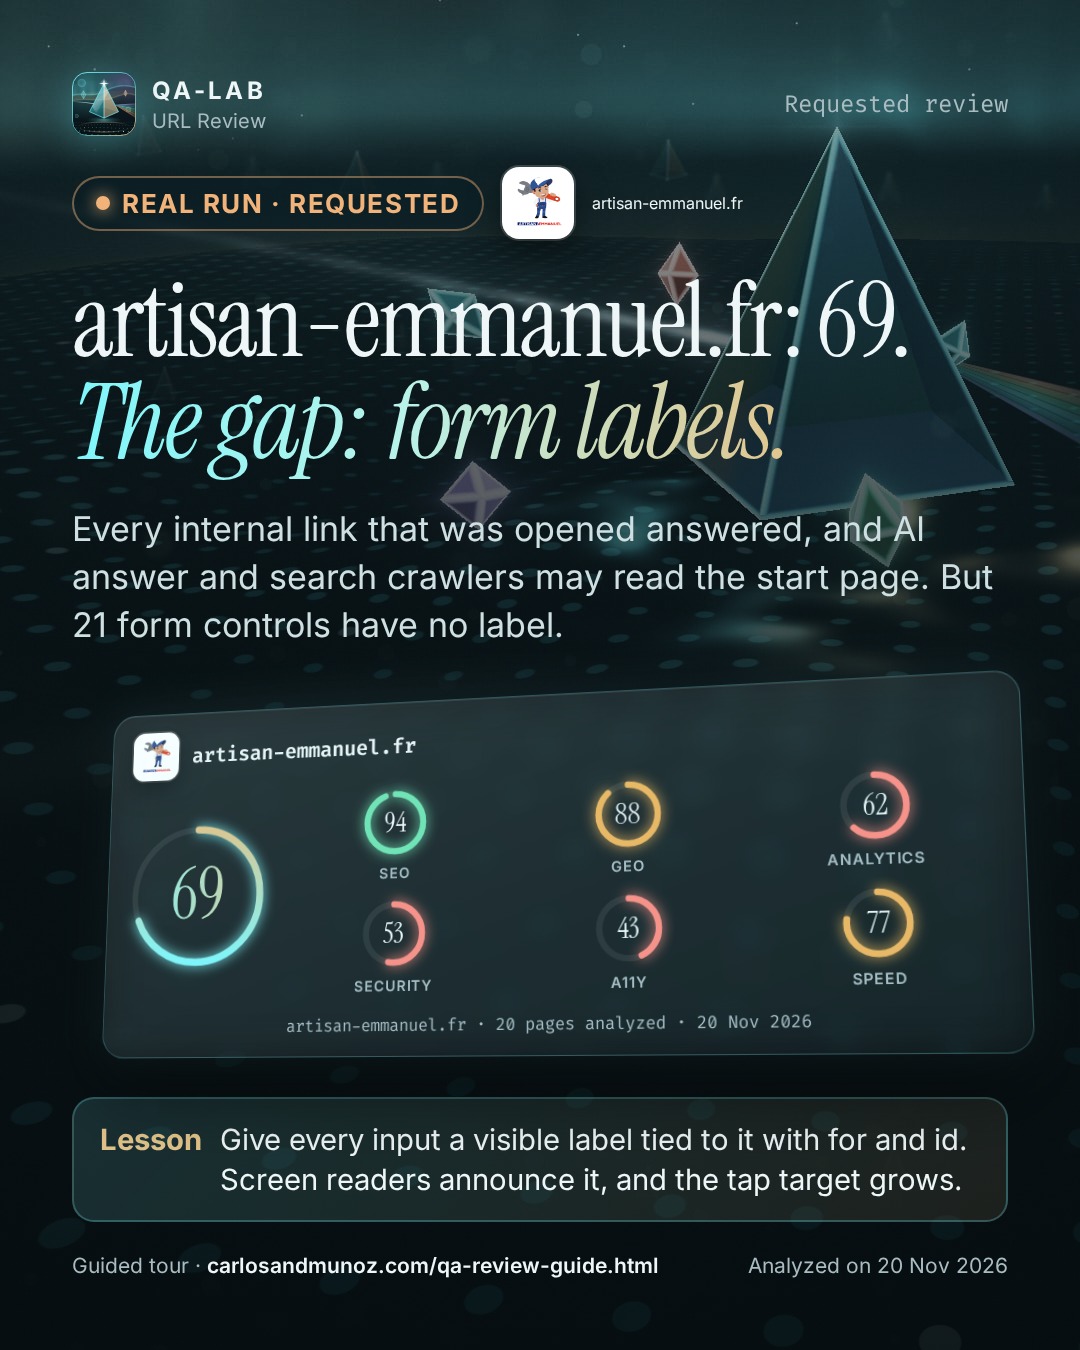 QA-LAB
URL Review
Requested review
REAL RUN · REQUESTED
artisan-emmanuel.fr
artisan-emmanuel.fr: 69.
The gap: form labels.
Every internal link that was opened answered, and AI
answer and search crawlers may read the start page. But
21 form controls have no label.
artisan-emmanuel.fr
69
94
SEO
88
GEO
62
ANALYTICS
53
SECURITY
43
A11Y
77
SPEED
artisan-emmanuel.fr · 20 pages analyzed · 20 Nov 2026
Lesson Give every input a visible label tied to it with for and id.
Screen readers announce it, and the tap target grows.
Guided tour · carlosandmunoz.com/qa-review-guide.html
Analyzed on 20 Nov 2026